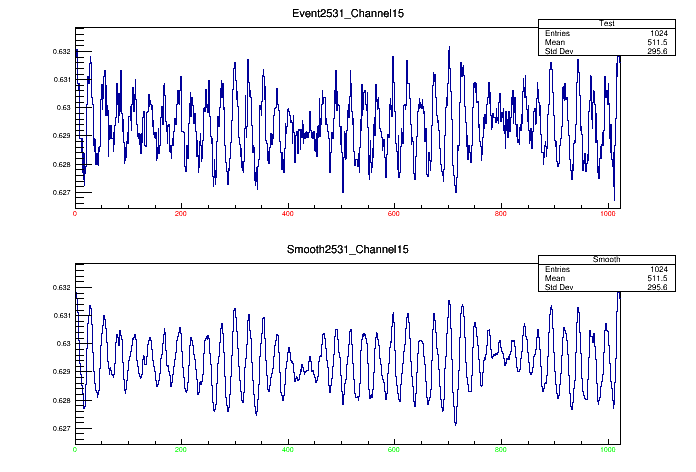 Event2531_Channel15
Test
Entries 1024
Mean 511.5
Std Dev 295.6
0.632
0.631
0.63
0.629
0.628
0.627
0 200 400 600 800 1000
Smooth2531_Channel15
Smooth
Entries 1024
Mean 511.5
Std Dev 295.6
0.632
0.631
0.63
0.629
0.628
0.627
0 200 400 600 800 1000